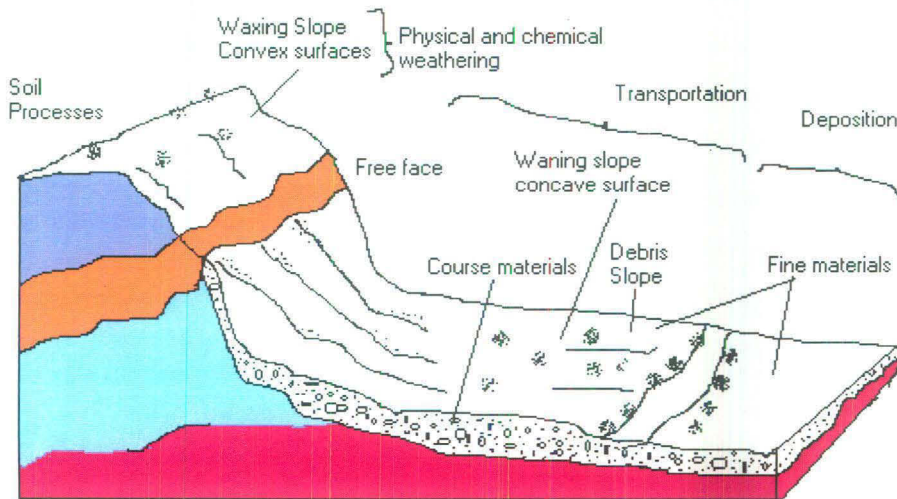 Waxing Slope
Convex surfaces
Physical and chemical
weathering
Soil
Processes
Transportation
Deposition
Free face
Waning slope
concave surface
Course materials
Debris
Slope
Fine materials